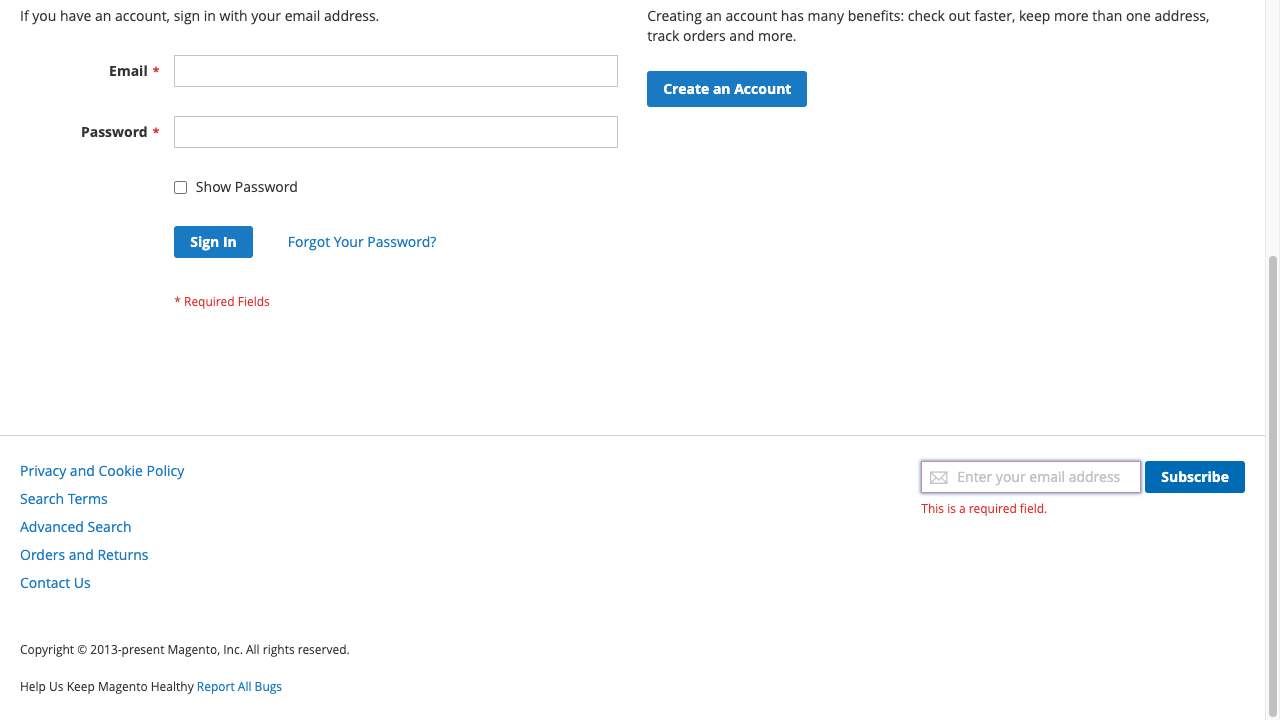 If you have an account, sign in with your email address.
Email *
Password *
Show Password
Sign In
Forgot Your Password?
* Required Fields
Creating an account has many benefits: check out faster, keep more than one address,
track orders and more.
Create an Account
Privacy and Cookie Policy
Search Terms
Advanced Search
Orders and Returns
Contact Us
Enter your email address
Subscribe
This is a required field.
Copyright © 2013-present Magento, Inc. All rights reserved.
Help Us Keep Magento Healthy Report All Bugs